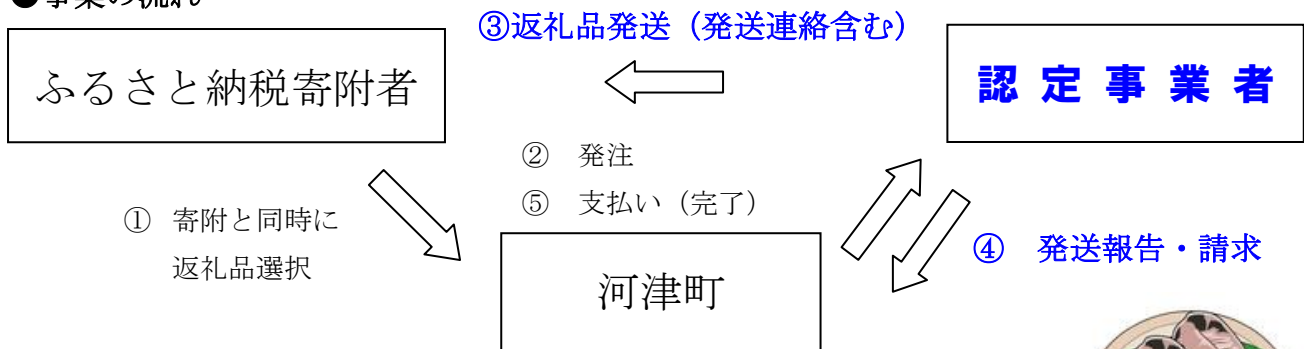 ●事業の流れ
③返礼品発送（発送連絡含む）
ふるさと納税寄附者
認定事業者
② 発注
⑤ 支払い（完了）
① 寄附と同時に
返礼品選択
④ 発送報告・請求
河津町